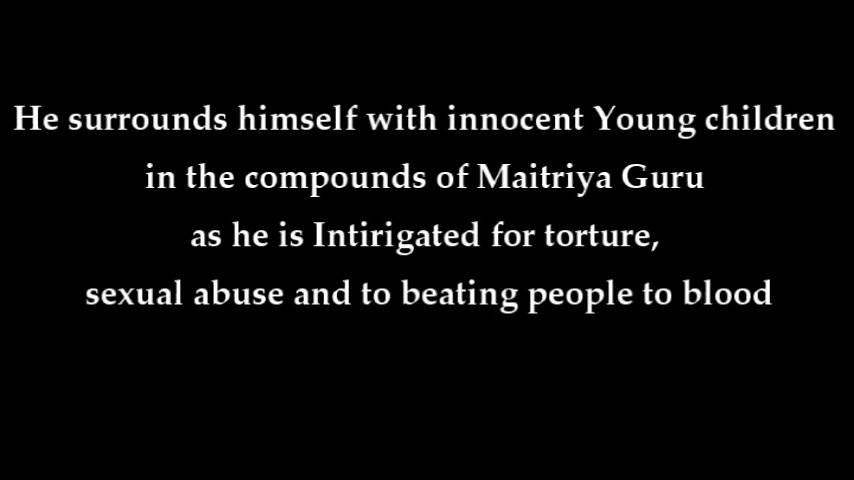 He surrounds himself with innocent Young children
in the compounds of Maitriya Guru
as he is Intirigated for torture,
sexual abuse and to beating people to blood